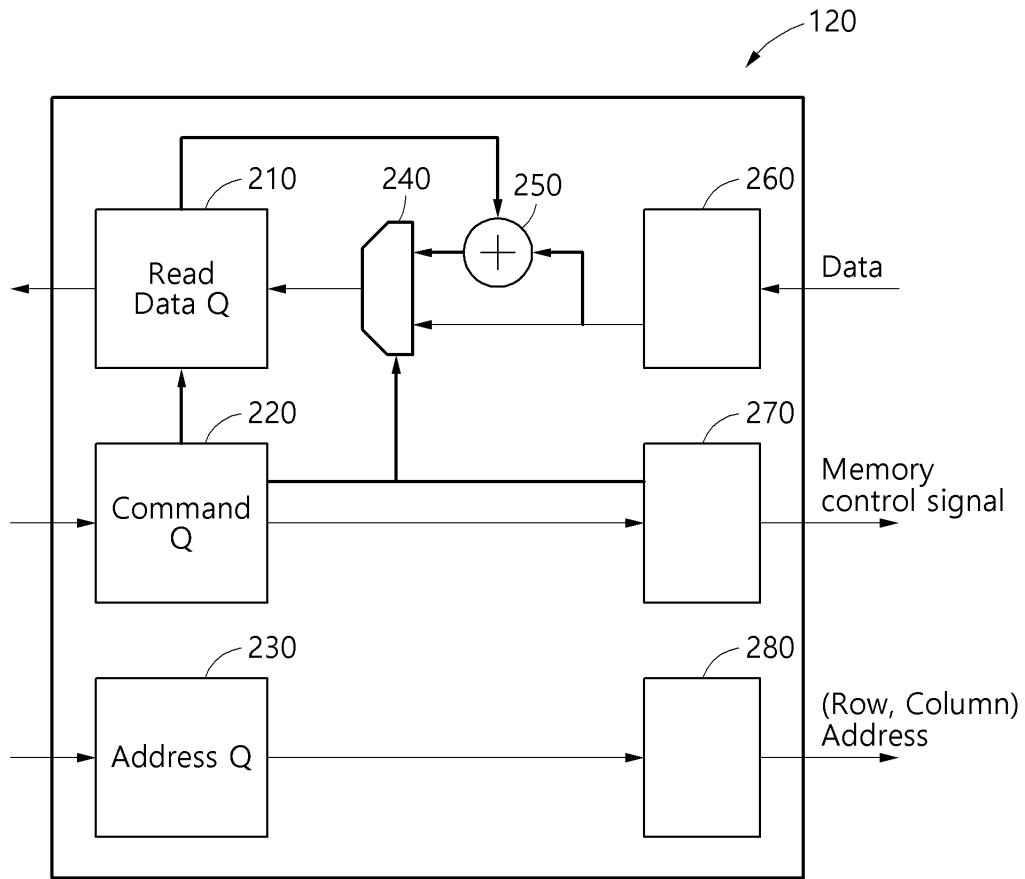 120
210
240
250
260
Read
Data Q
Data
220
270
Command
Q
Memory
control signal
230
280
Address Q
(Row, Column)
Address